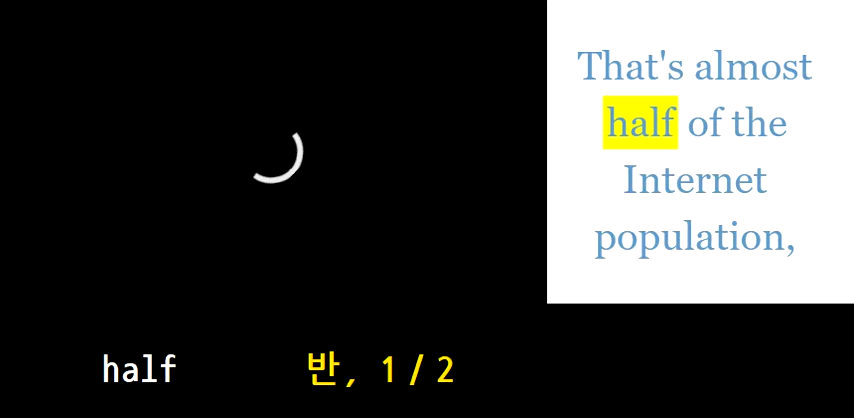 That's almost
half of the
Internet
population,
half 반, 1/2